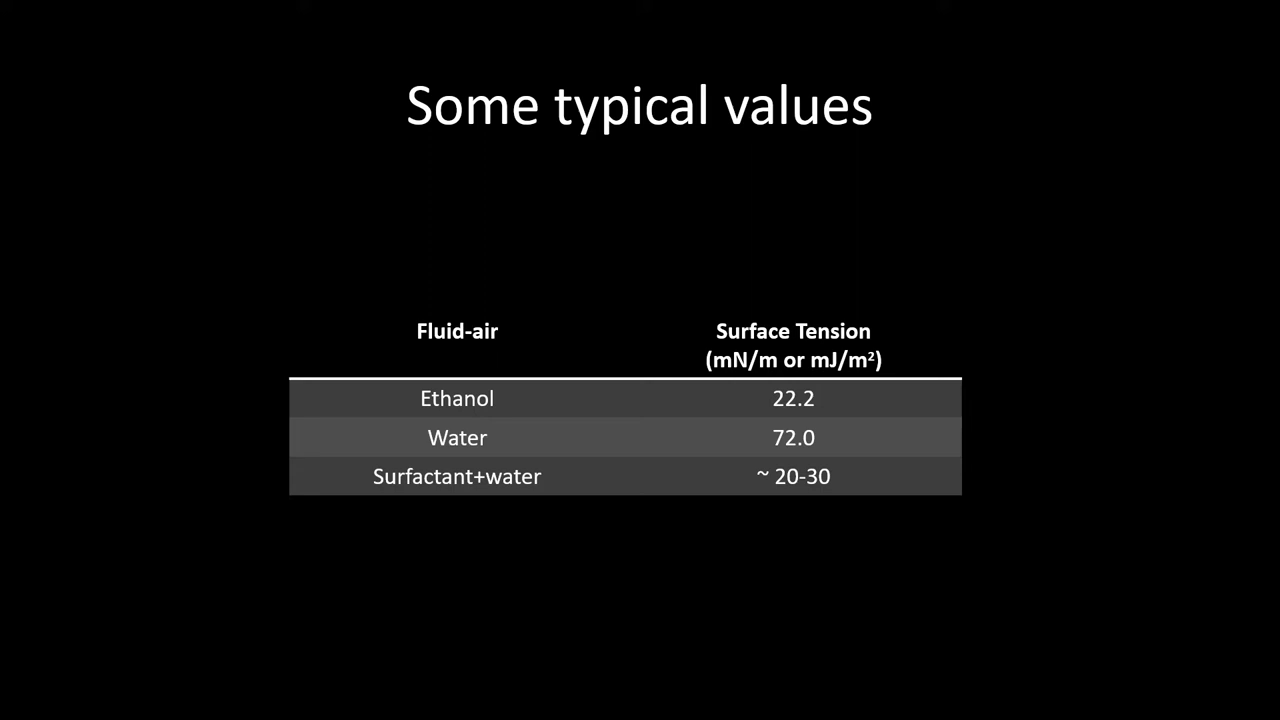 Some typical values
Fluid-air
Surface Tension
(mN/m or mJ/m²)
Ethanol 22.2
Water 72.0
Surfactant+water ~ 20-30